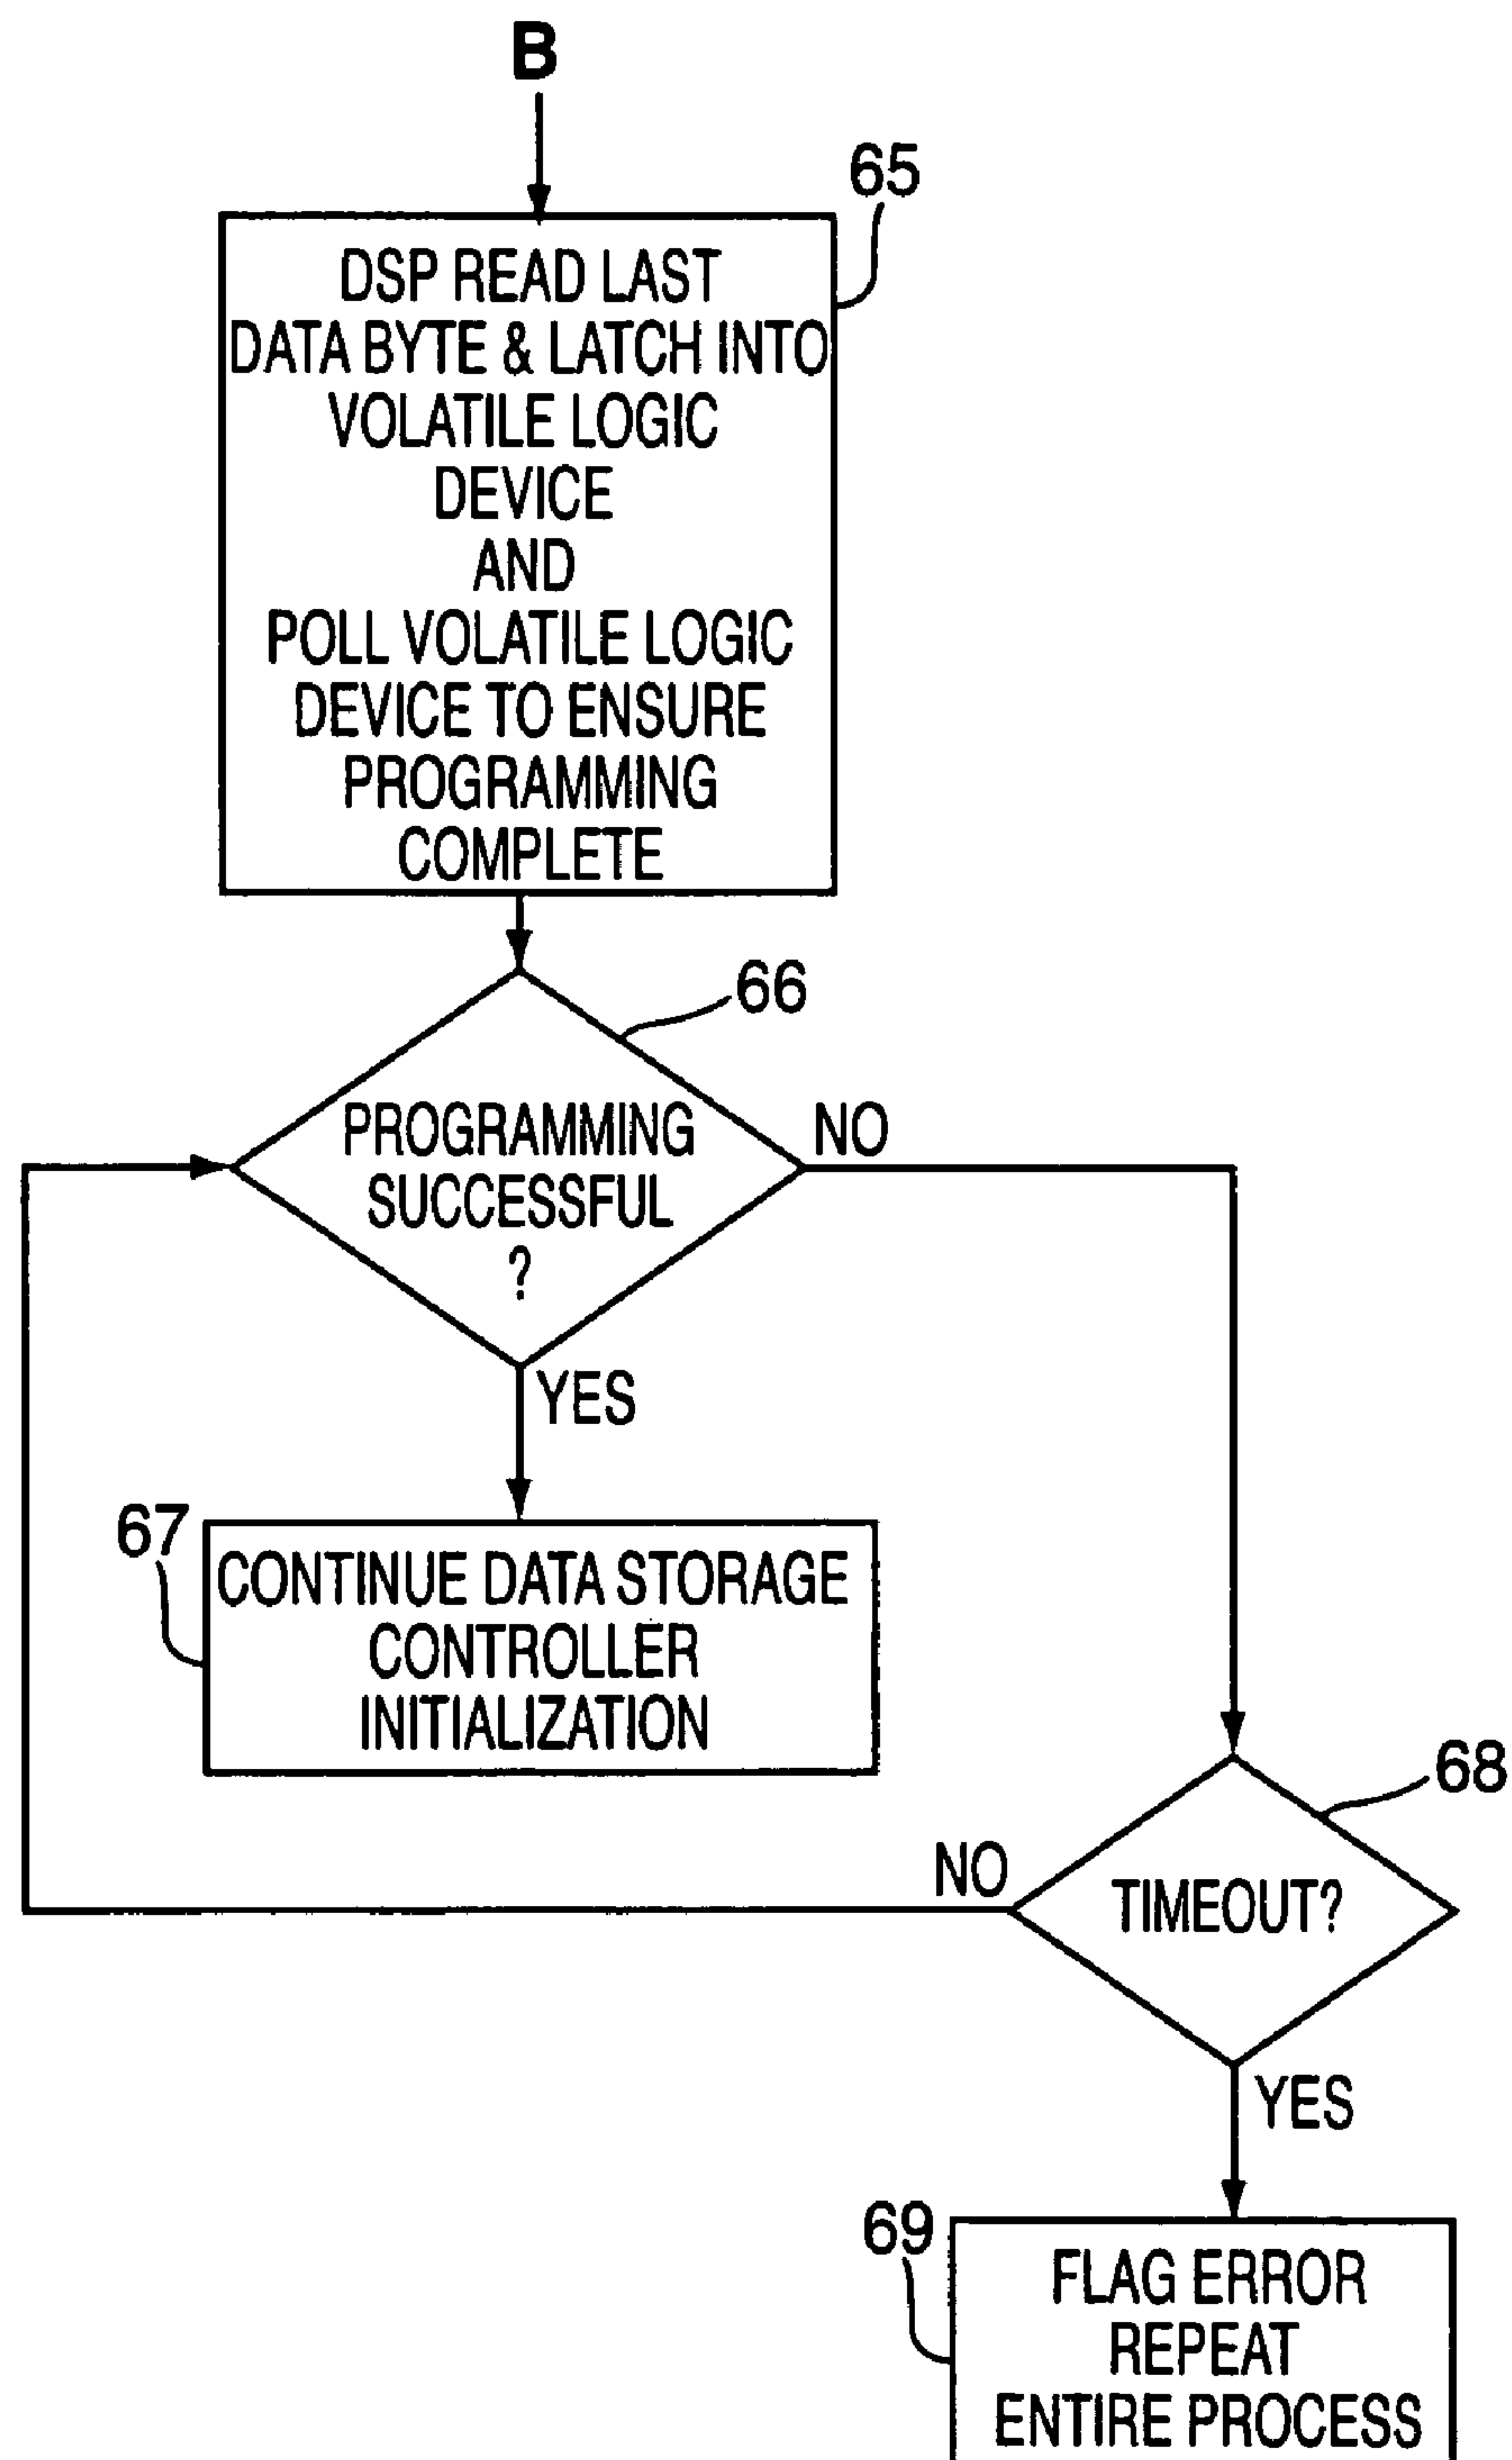 B
65
DSP READ LAST
DATA BYTE & LATCH INTO
VOLATILE LOGIC
DEVICE
AND
POLL VOLATILE LOGIC
DEVICE TO ENSURE
PROGRAMMING
COMPLETE
66
PROGRAMMING
SUCCESSFUL
?
NO
YES
67
CONTINUE DATA STORAGE
CONTROLLER
INITIALIZATION
68
TIMEOUT?
NO
YES
69
FLAG ERROR
REPEAT
ENTIRE PROCESS